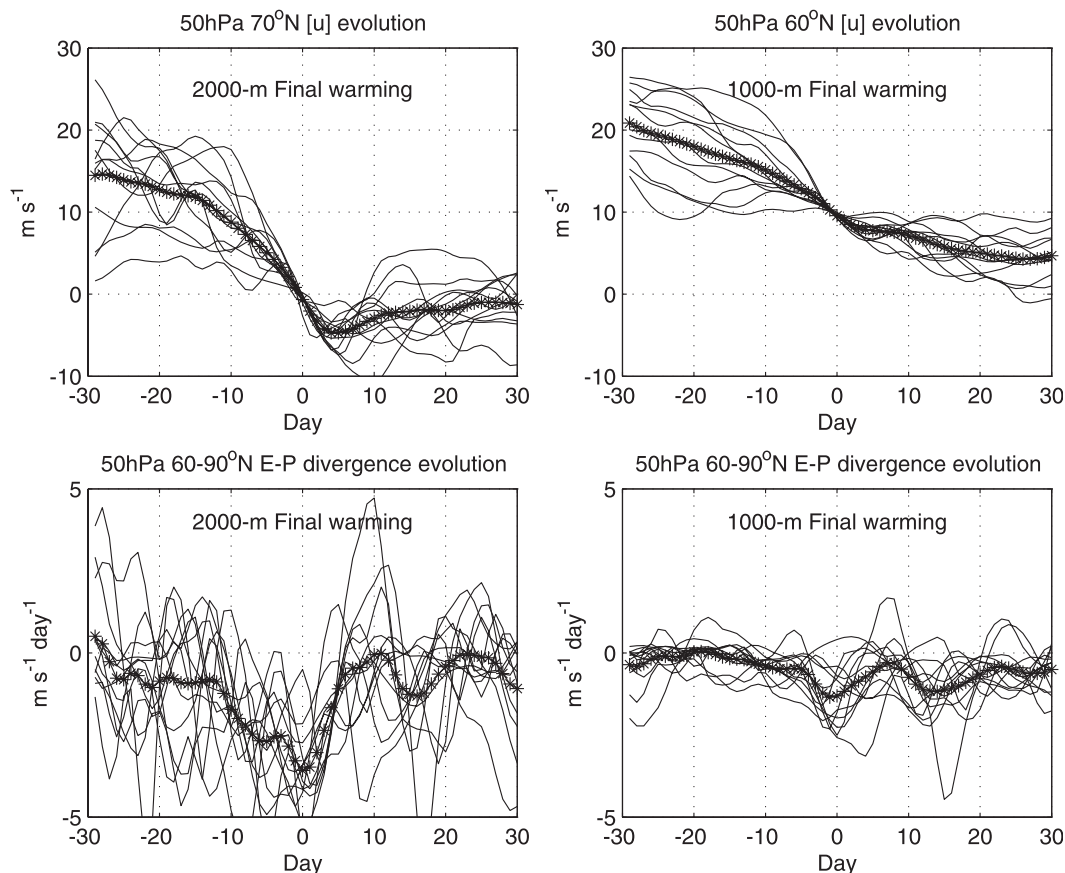 50hPa 70°N [u] evolution
2000-m Final warming
30
20
10
0
-10
m s⁻¹
-30 -20 -10 0 10 20 30
Day
50hPa 60°N [u] evolution
1000-m Final warming
30
20
10
0
-10
m s⁻¹
-30 -20 -10 0 10 20 30
Day
50hPa 60-90°N E-P divergence evolution
2000-m Final warming
5
0
-5
m s⁻¹ day⁻¹
-30 -20 -10 0 10 20 30
Day
50hPa 60-90°N E-P divergence evolution
1000-m Final warming
5
0
-5
m s⁻¹ day⁻¹
-30 -20 -10 0 10 20 30
Day